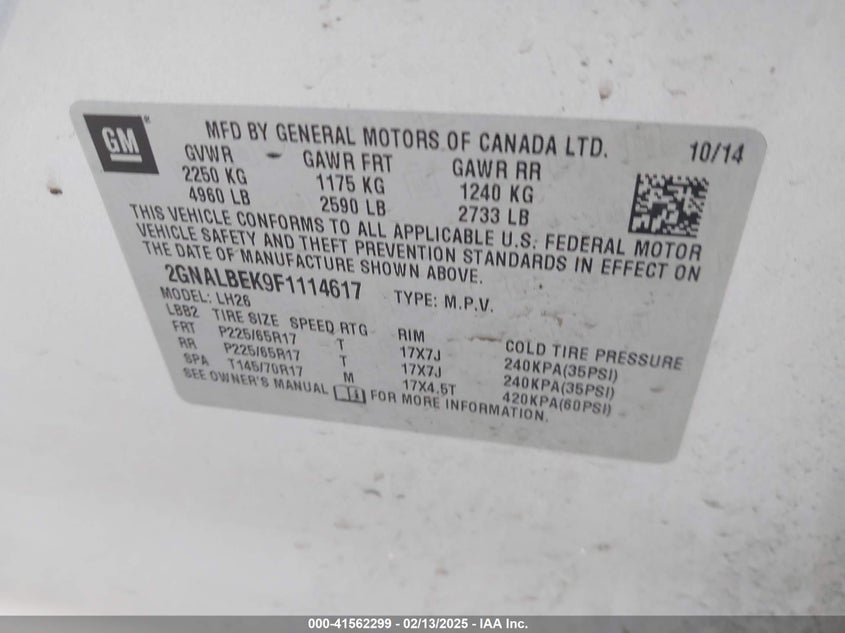 GM®
MFD BY GENERAL MOTORS OF CANADA LTD. 10/14
GVWR GAWR FRT GAWR RR
2250 KG 1175 KG 1240 KG
4960 LB 2590 LB 2733 LB
THIS VEHICLE CONFORMS TO ALL APPLICABLE U.S. FEDERAL MOTOR
VEHICLE SAFETY AND THEFT PREVENTION STANDARDS IN EFFECT ON
THE DATE OF MANUFACTURE SHOWN ABOVE.
2GNALBEK9F1114617 TYPE: M.P.V.
MODEL: LH26
LBB2 TIRE SIZE SPEED RTG RIM COLD TIRE PRESSURE
FRT P225/65R17 T 17X7J 240KPA(35PSI)
RR P225/65R17 T 17X7J 240KPA(35PSI)
SPA T145/70R17 M 17X4.5T 420KPA(60PSI)
SEE OWNER'S MANUAL FOR MORE INFORMATION.
000-41562299 — 02/13/2025 — IAA Inc.